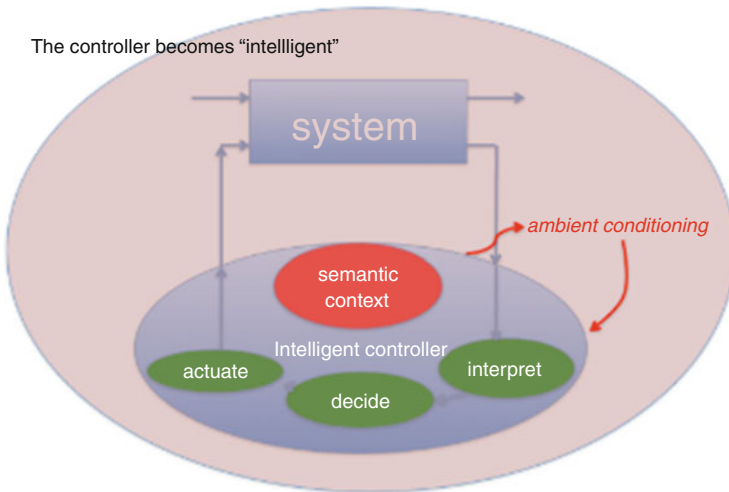 The controller becomes “intellligent”
system
ambient conditioning
semantic
context
Intelligent controller
actuate
interpret
decide